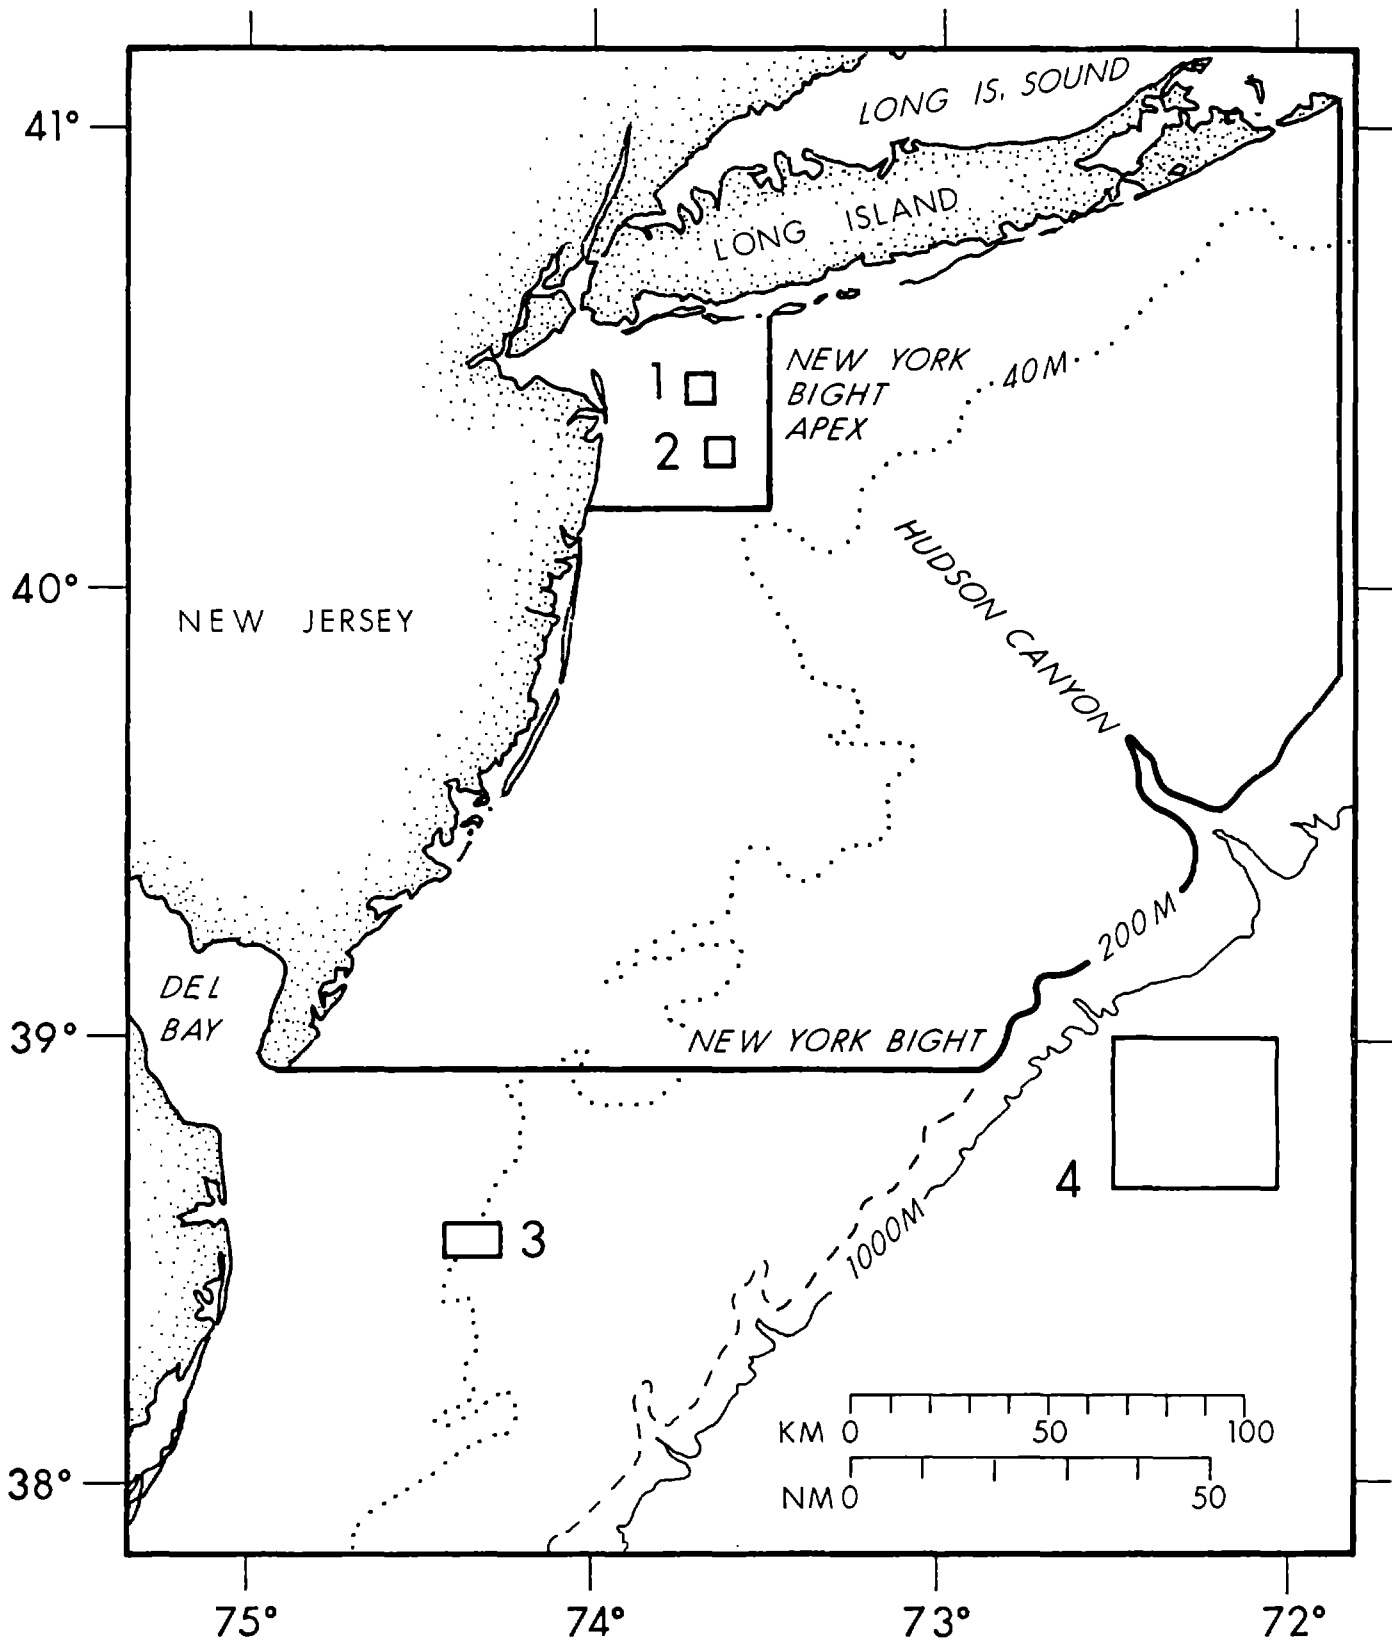 LONG IS. SOUND
41°
LONG ISLAND
1
NEW YORK
BIGHT
APEX
40M
2
HUDSON CANYON
40°
NEW JERSEY
200M
DEL
BAY
39°
NEW YORK BIGHT
4
3
1000M
KM 0 50 100
NM 0 50
38°
75° 74° 73° 72°